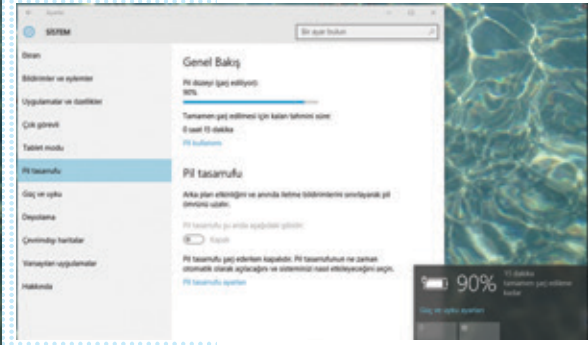 Ayarlar
SİSTEM
Bir ayar bulun
Ekran
Bildirimler ve eylemler
Uygulamalar ve özellikler
Çok görevli
Tablet modu
Pil tasarrufu
Güç ve uyku
Depolama
Çevrimdışı haritalar
Varsayılan uygulamalar
Hakkında
Genel Bakış
Pil düzeyi (şarj ediliyor):
90%
Tamamen şarj edilmesi için kalan tahmini süre:
0 saat 15 dakika
Pil kullanımı
Pil tasarrufu
Arka plan etkinliğini ve anında iletme bildirimlerini sınırlayarak pil
ömrünü uzatır.
Pil tasarrufu şu anda aşağıdaki gibidir:
Kapalı
Pil tasarrufu şarj ederken kapalıdır. Pil tasarrufunun ne zaman
otomatik olarak açılacağını ve sisteminizi nasıl etkileyeceğini seçin.
Pil tasarrufu ayarları
90%
15 dakika
tamamen şarj edilene
kadar
Güç ve uyku ayarları